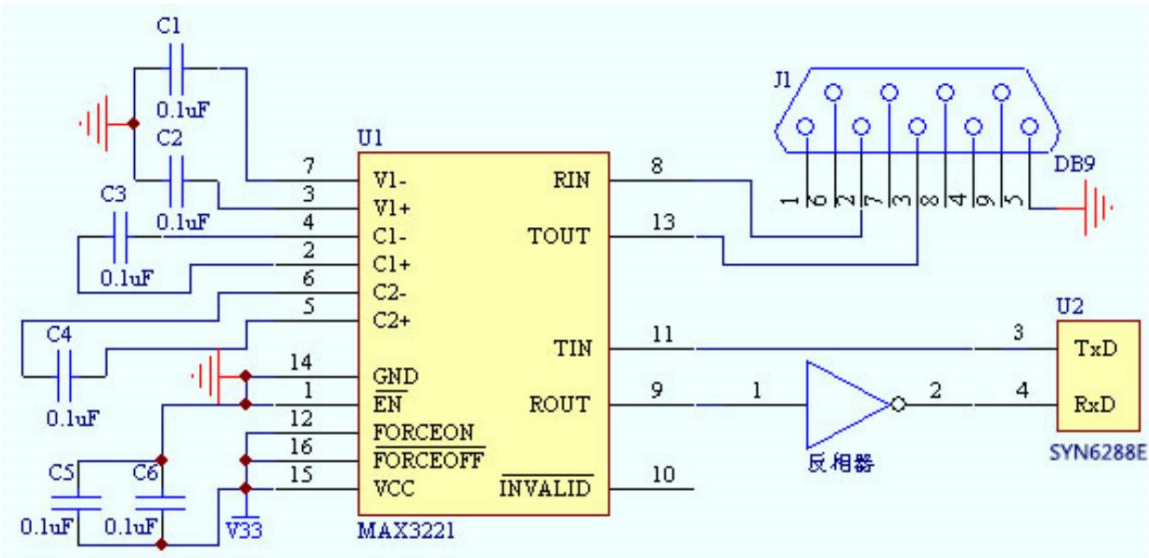 C1
0.1uF
C2
0.1uF
C3
0.1uF
C4
0.1uF
C5
0.1uF
C6
0.1uF
V33
U1
7
3
4
2
6
5
14
1
12
16
15
V1-
V1+
C1-
C1+
C2-
C2+
GND
EN
FORCEON
FORCEOFF
VCC
RIN
TOUT
TIN
ROUT
INVALID
MAX3221
8
13
11
9
10
J1
DB9
1
6
2
7
3
8
4
9
5
1
2
反相器
U2
3
4
TxD
RxD
SYN6288E